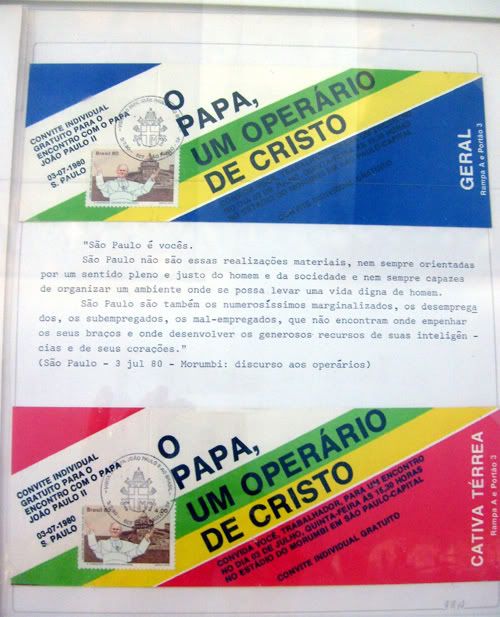 CONVITE INDIVIDUAL
GRATUITO PARA O
ENCONTRO COM O PAPA
JOÃO PAULO II
03-07-1980
S. PAULO
Brasil 80
4,00
O
PAPA,
UM OPERÁRIO
DE CRISTO
CONVITE INDIVIDUAL GRATUITO
GERAL
Rampa A e Portão 3
"São Paulo é vocês.
São Paulo não são essas realizações materiais, nem sempre orientadas
por um sentido pleno e justo do homem e da sociedade e nem sempre capazes
de organizar um ambiente onde se possa levar uma vida digna de homem.
São Paulo são também os numerosíssimos marginalizados, os desemprega
dos, os subempregados, os mal-empregados, que não encontram onde empenhar
os seus braços e onde desenvolver os generosos recursos de suas inteligên -
cias e de seus corações."
(São Paulo - 3 jul 80 - Morumbi: discurso aos operários)
CONVITE INDIVIDUAL
GRATUITO PARA O
ENCONTRO COM O PAPA
JOÃO PAULO II
03-07-1980
S. PAULO
Brasil 80
4,00
O
PAPA,
UM OPERÁRIO
DE CRISTO
CONVIDA VOCÊ, TRABALHADOR, PARA UM ENCONTRO
NO DIA 03 DE JULHO, QUINTA-FEIRA ÀS 15,30 HORAS
NO ESTÁDIO DO MORUMBI EM SÃO PAULO-CAPITAL
CONVITE INDIVIDUAL GRATUITO
CATIVA TÉRREA
Rampa A e Portão 3